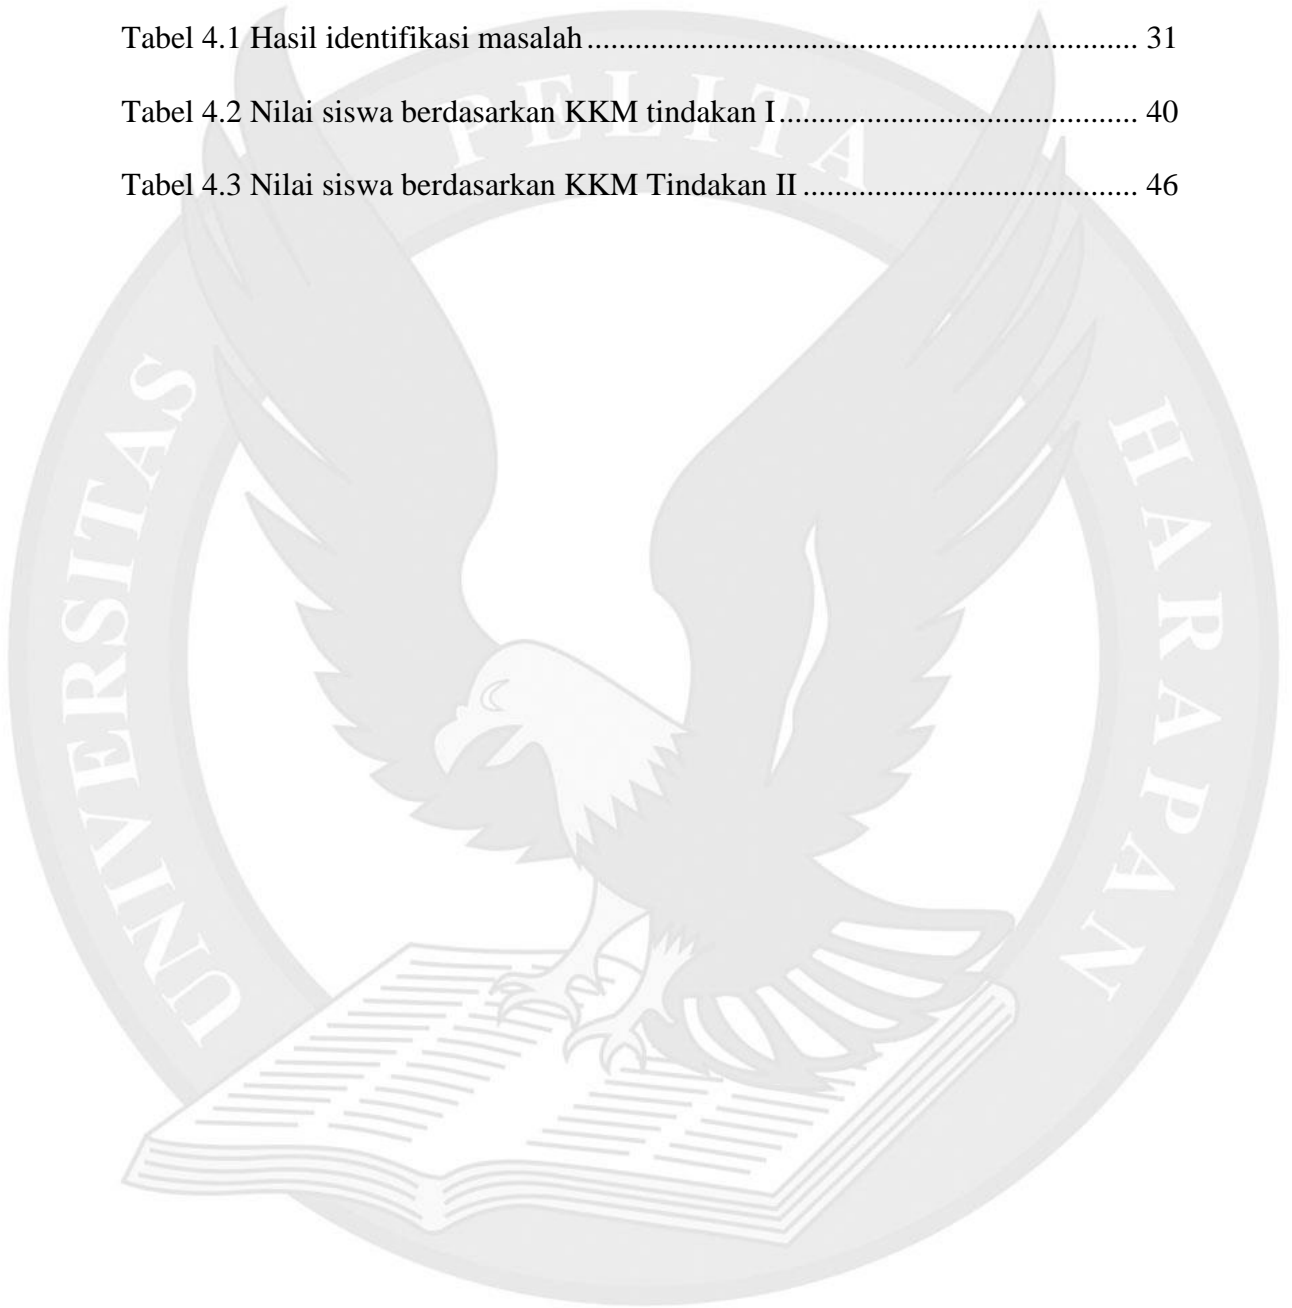 Tabel 4.1 Hasil identifikasi masalah ..................................................................... 31
Tabel 4.2 Nilai siswa berdasarkan KKM tindakan I ............................................. 40
Tabel 4.3 Nilai siswa berdasarkan KKM Tindakan II .......................................... 46
UNIVERSITAS PELITA HARAPAN